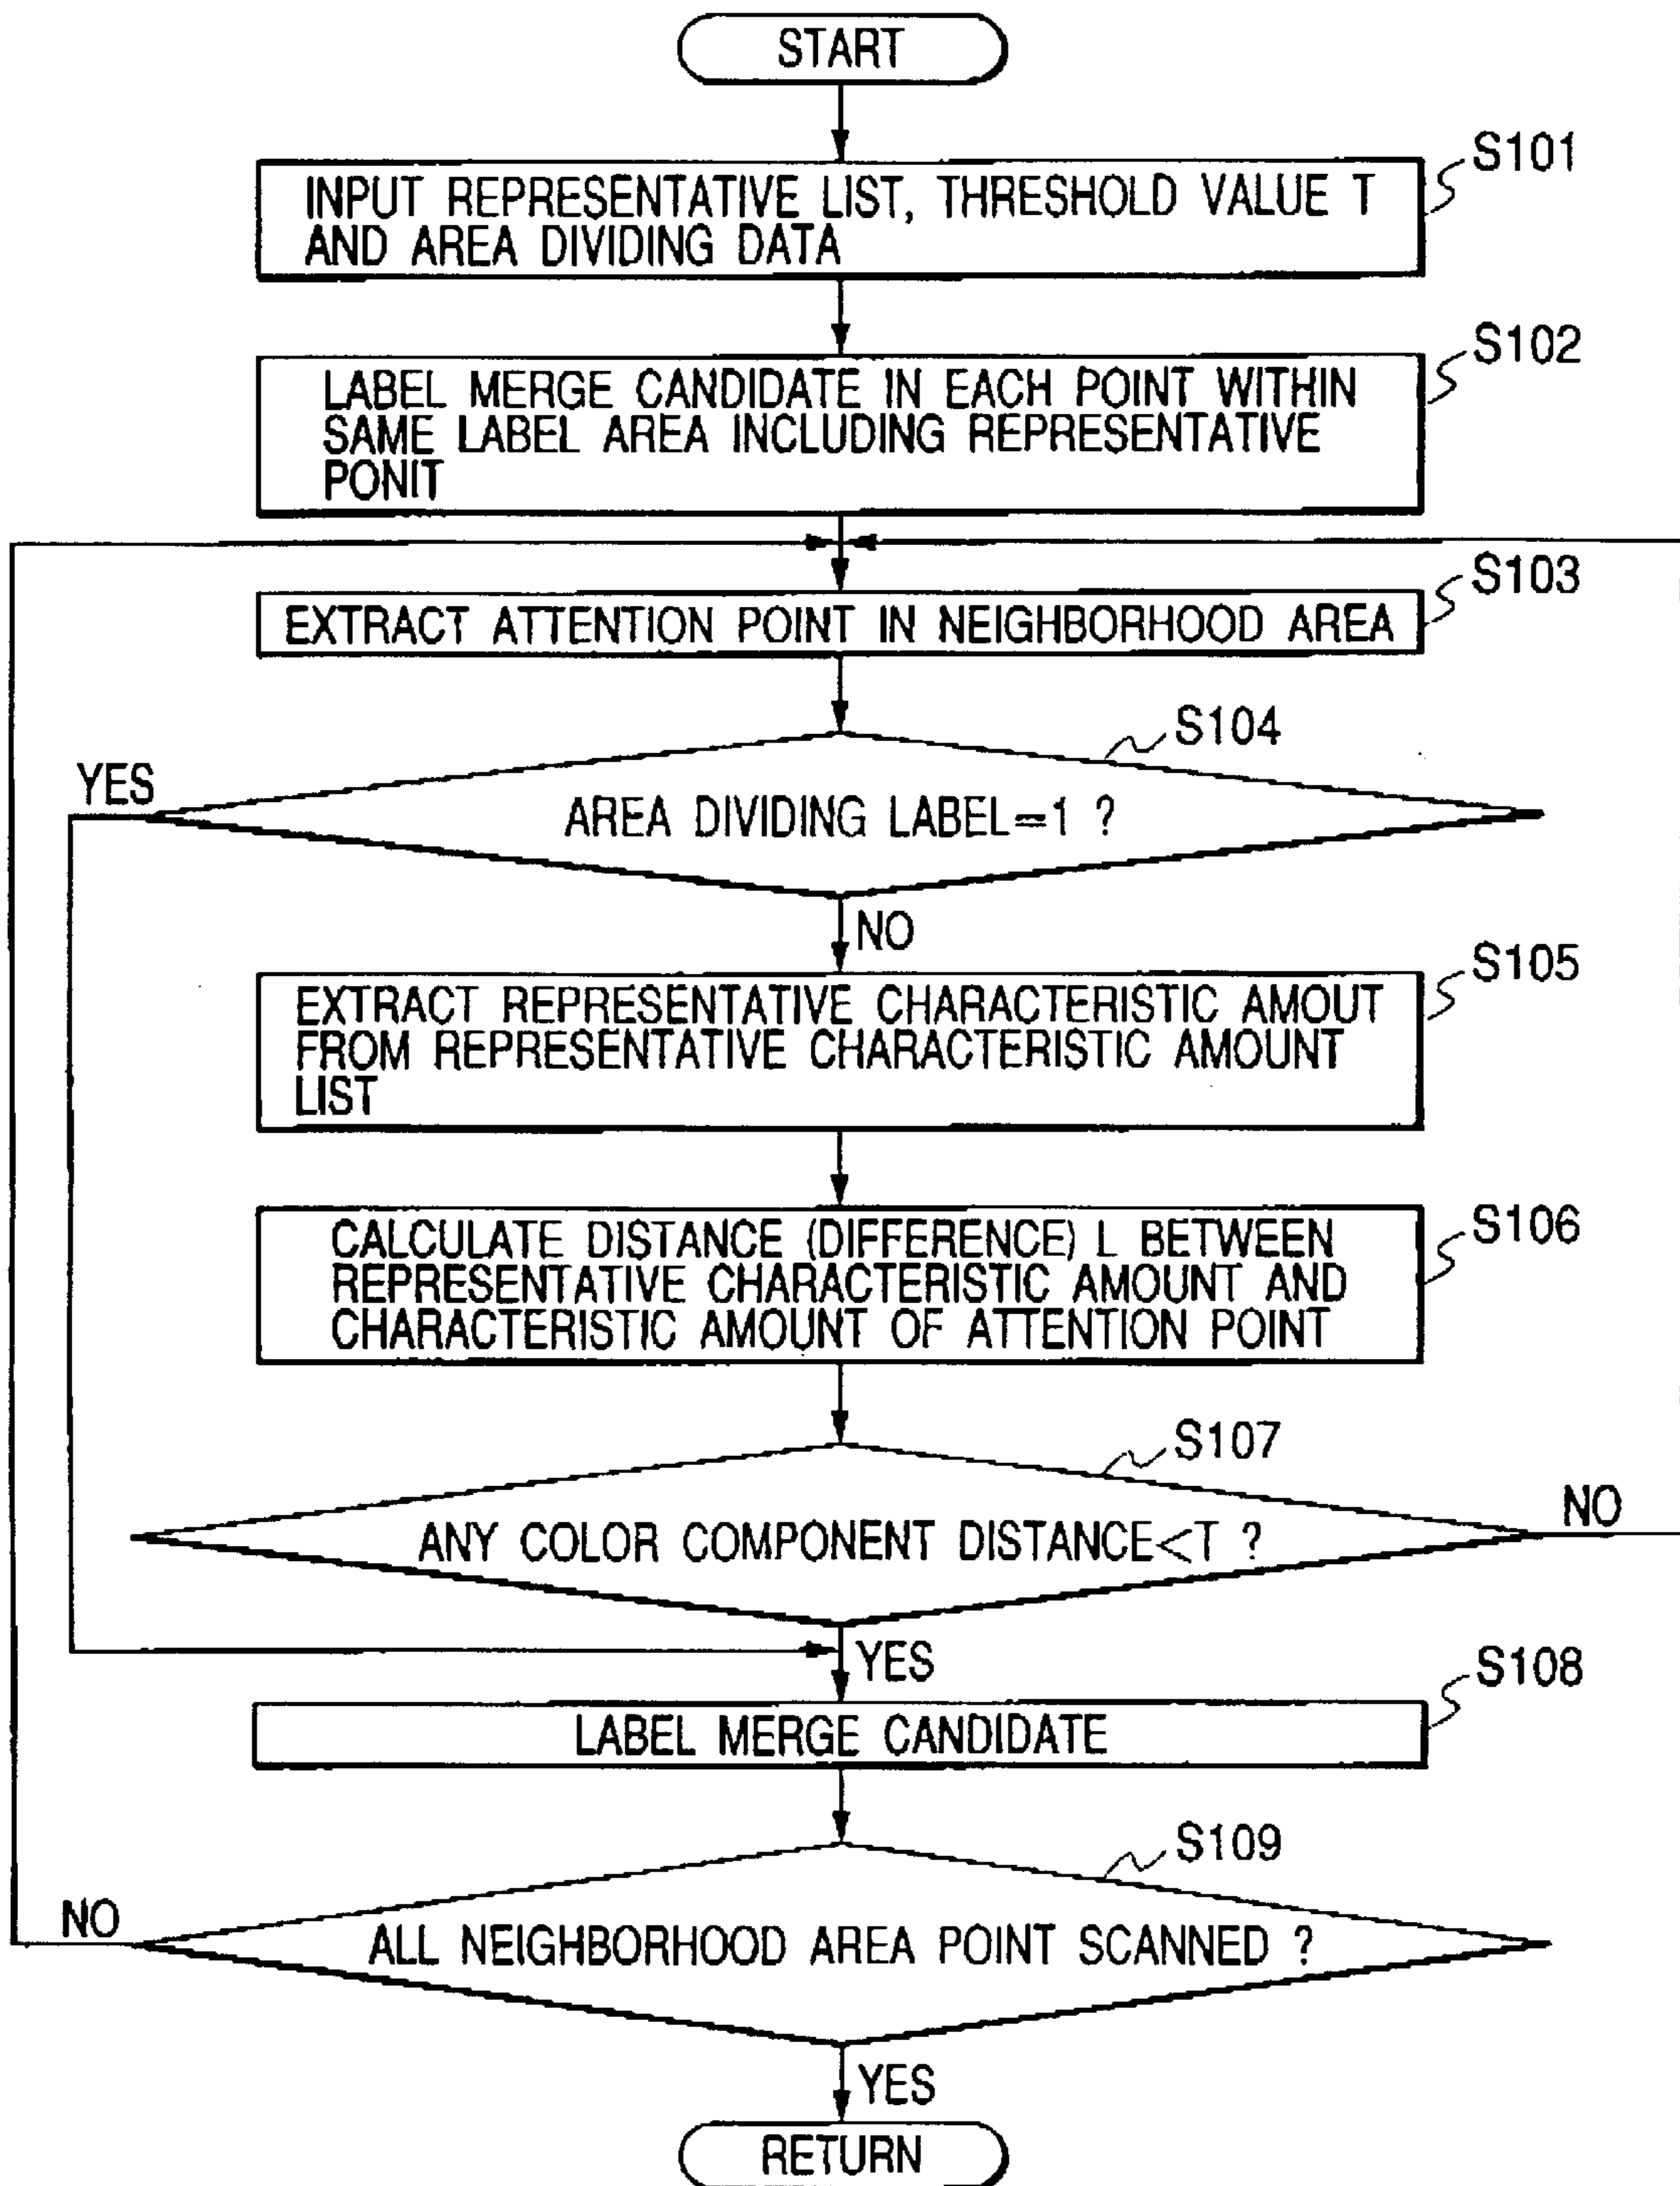 START
S101
INPUT REPRESENTATIVE LIST, THRESHOLD VALUE T
AND AREA DIVIDING DATA
S102
LABEL MERGE CANDIDATE IN EACH POINT WITHIN
SAME LABEL AREA INCLUDING REPRESENTATIVE
PONIT
S103
EXTRACT ATTENTION POINT IN NEIGHBORHOOD AREA
S104
YES
AREA DIVIDING LABEL=1 ?
NO
S105
EXTRACT REPRESENTATIVE CHARACTERISTIC AMOUT
FROM REPRESENTATIVE CHARACTERISTIC AMOUNT
LIST
S106
CALCULATE DISTANCE (DIFFERENCE) L BETWEEN
REPRESENTATIVE CHARACTERISTIC AMOUNT AND
CHARACTERISTIC AMOUNT OF ATTENTION POINT
S107
NO
ANY COLOR COMPONENT DISTANCE<T ?
YES
S108
LABEL MERGE CANDIDATE
S109
NO
ALL NEIGHBORHOOD AREA POINT SCANNED ?
YES
RETURN